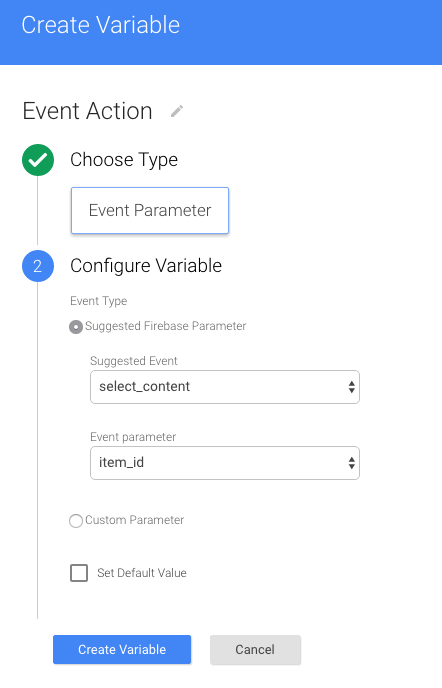 Create Variable
Event Action
Choose Type
Event Parameter
2
Configure Variable
Event Type
Suggested Firebase Parameter
Suggested Event
select_content
Event parameter
item_id
Custom Parameter
Set Default Value
Create Variable
Cancel